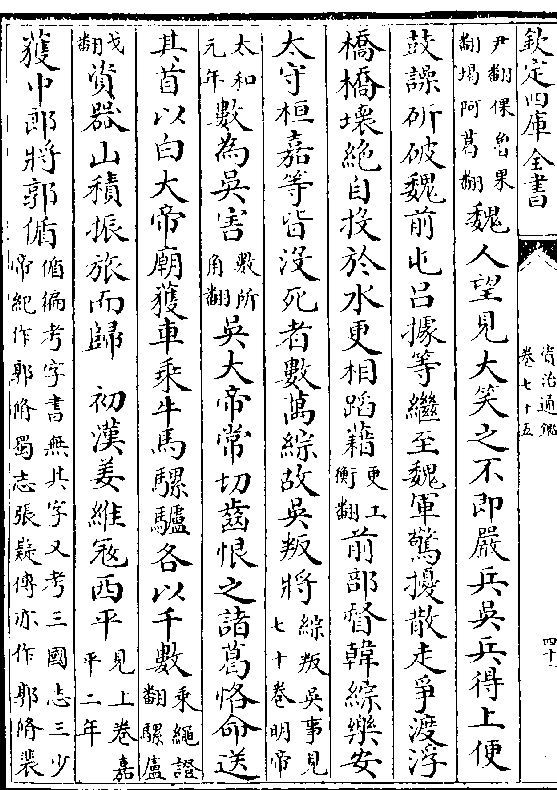 欽定四庫全書
資治通鑑
卷七十五
四十
尹翻倮魯果
翻堨阿葛翻
魏人望見大笑之不即嚴兵吳兵得上便
鼓譟斫破魏前屯吕據等繼至魏軍驚擾散走爭渡浮
橋橋壞絶自投於水更相蹈藉
更工
衡翻
前部督韓綜樂安
太守桓嘉等皆沒死者數萬綜故吳叛將
綜叛吳事見
七十卷明帝
太和
元年
數為吳害
數所
角翻
吳大帝常切齒恨之諸葛恪命送
其首以白大帝廟獲車乘牛馬騾驢各以千數
乘繩證
翻騾盧
戈
翻
資器山積振旅而歸 初漢姜維寇西平
見上卷嘉
平二年
獲中郎將郭偱
偱徧考字書無其字又考三國志三少
帝紀作郭脩蜀志張嶷傳亦作郭脩裴